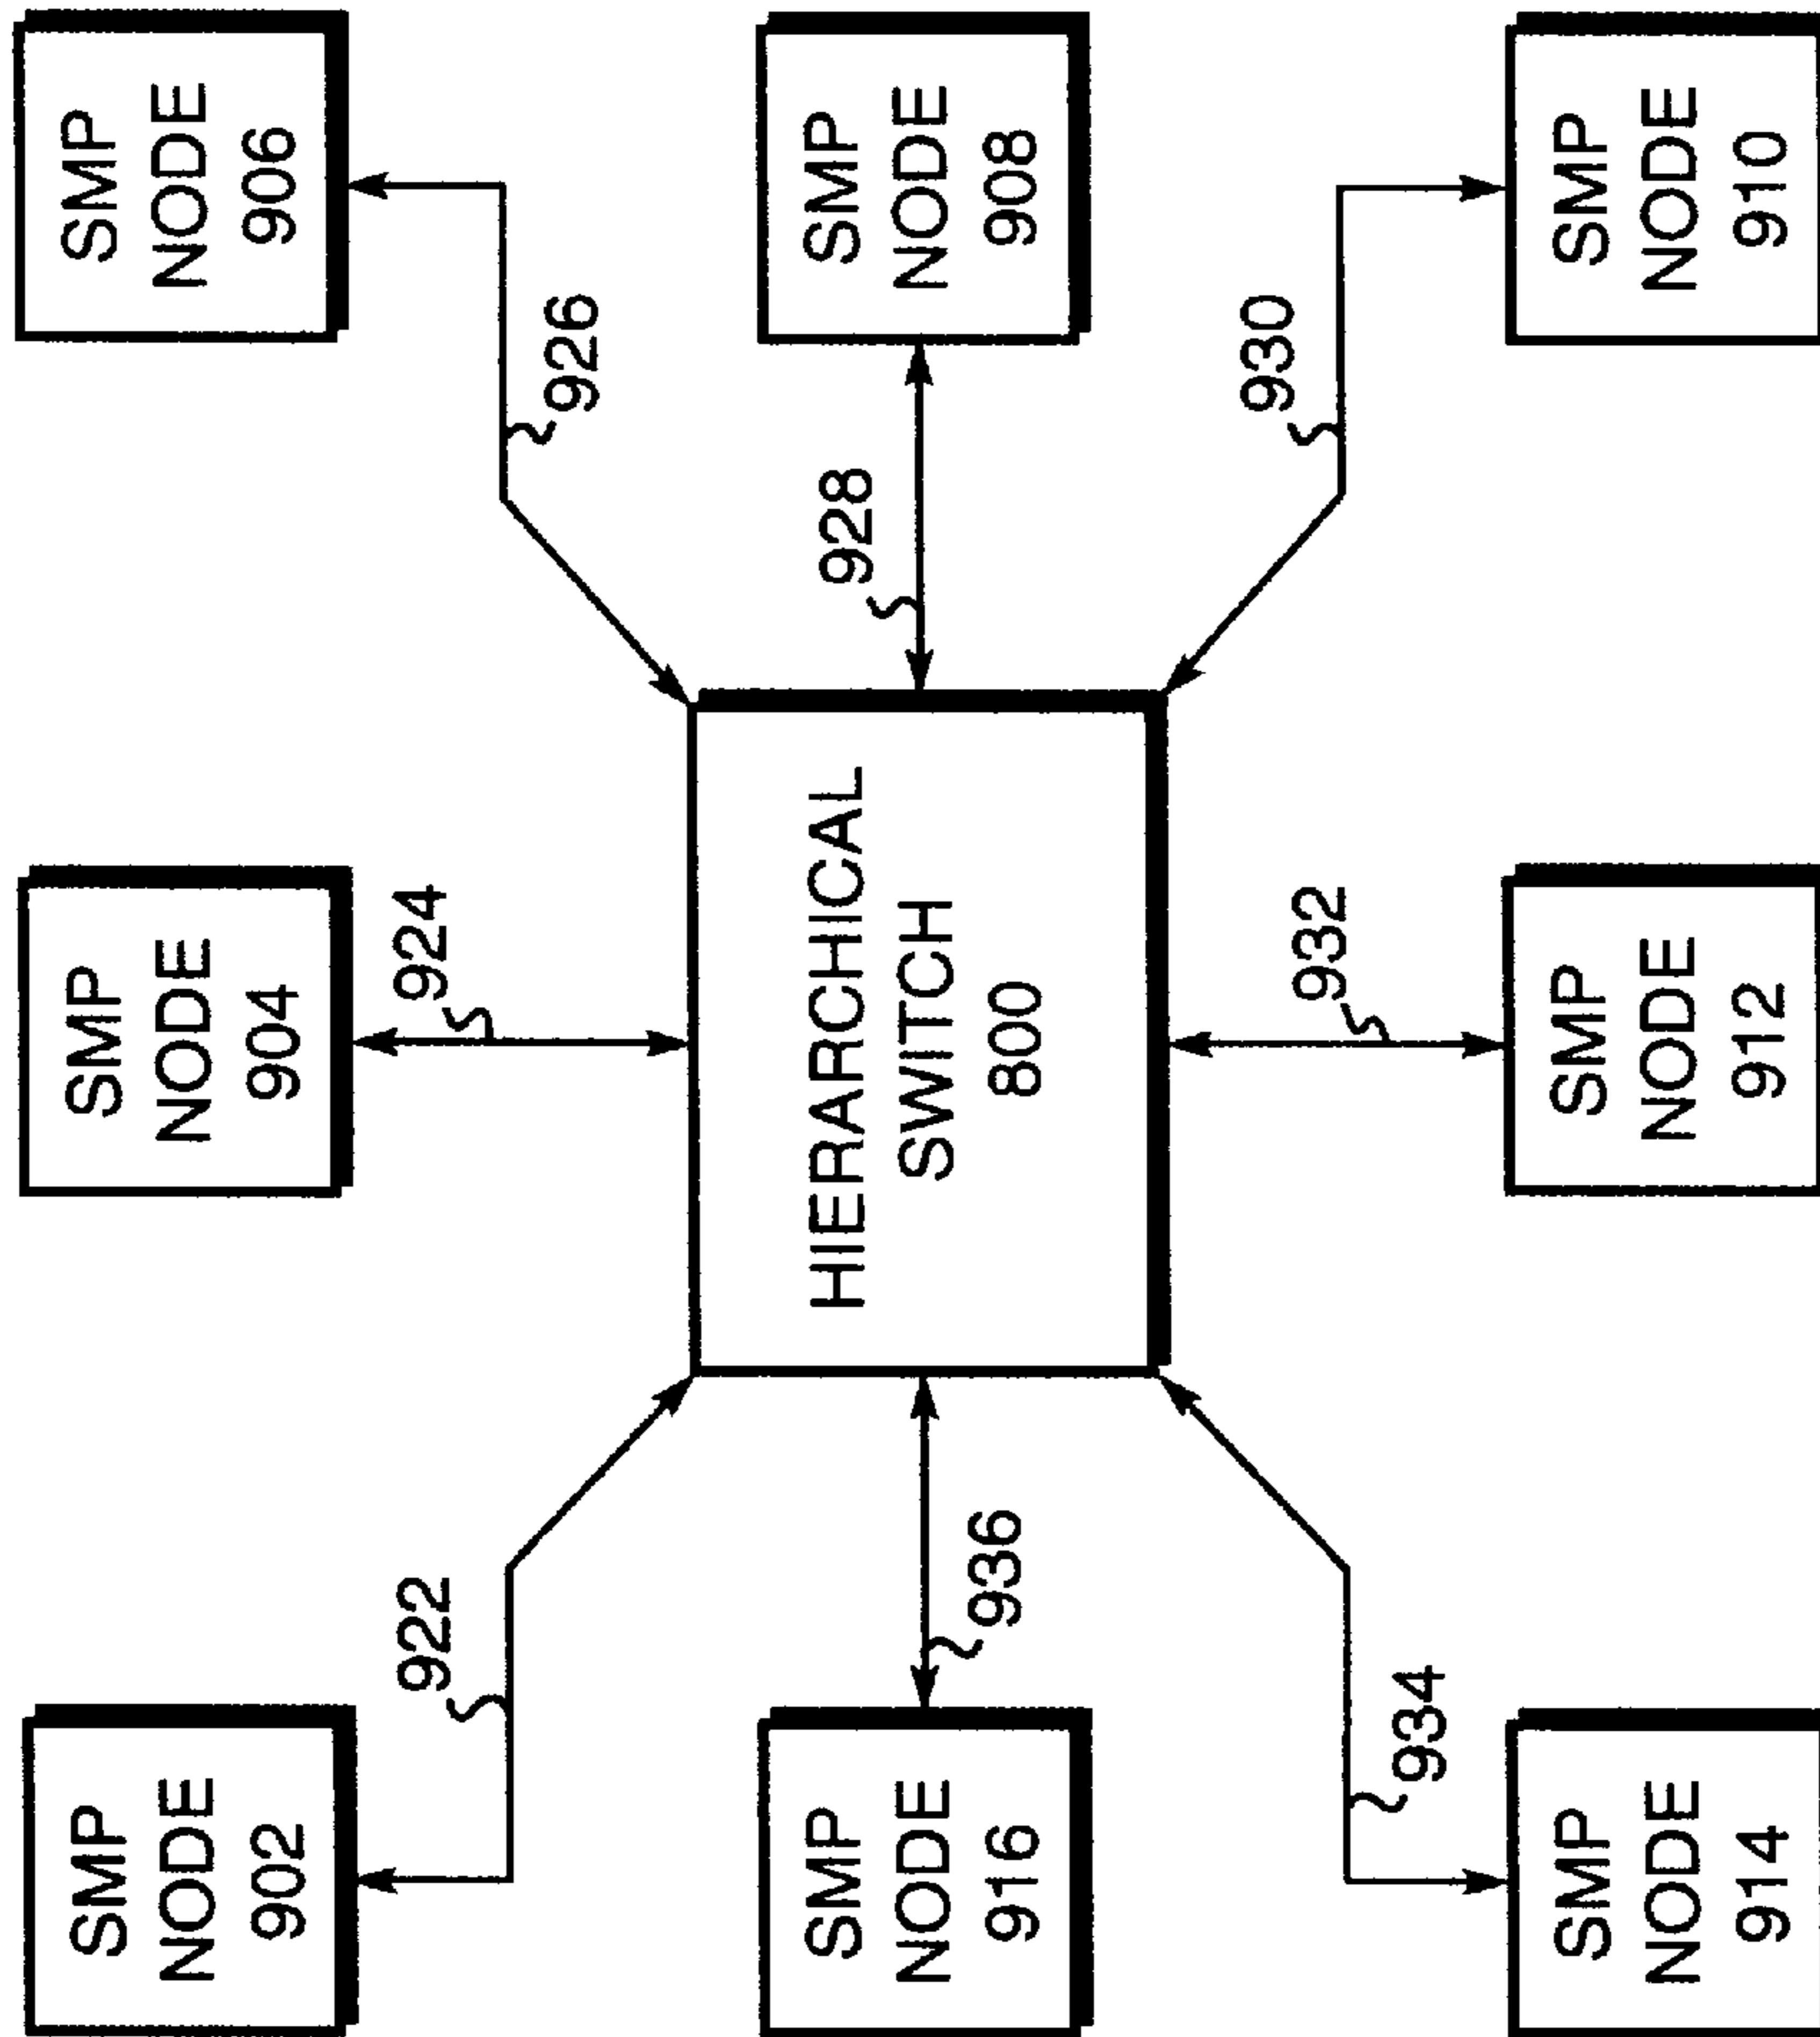 SMP
NODE
902
SMP
NODE
904
SMP
NODE
906
922
924
926
SMP
NODE
916
936
HIERARCHICAL
SWITCH
800
928
SMP
NODE
908
934
932
930
SMP
NODE
914
SMP
NODE
912
SMP
NODE
910